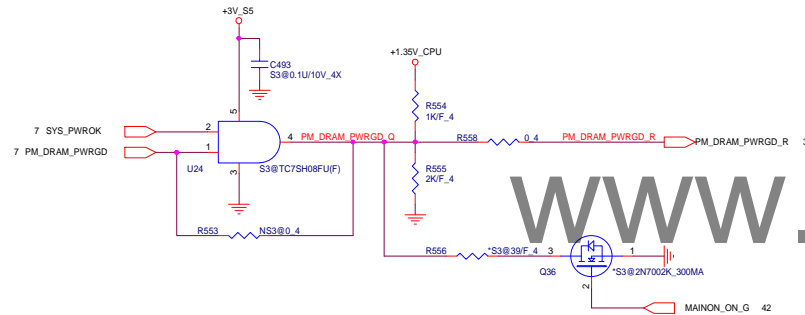 +3V_S5
C493
S3@0.1U/10V_4X
+1.35V_CPU
R554
1K/F_4
5
7 SYS_PWROK
2
4
PM_DRAM_PWRGD_Q
R558
0_4
PM_DRAM_PWRGD_R
PM_DRAM_PWRGD_R 3
7 PM_DRAM_PWRGD
1
U24
3
S3@TC7SH08FU(F)
R555
2K/F_4
www.
R553
NS3@0_4
R556
*S3@39/F_4
3
1
Q36
*S3@2N7002K_300MA
2
MAINON_ON_G 42